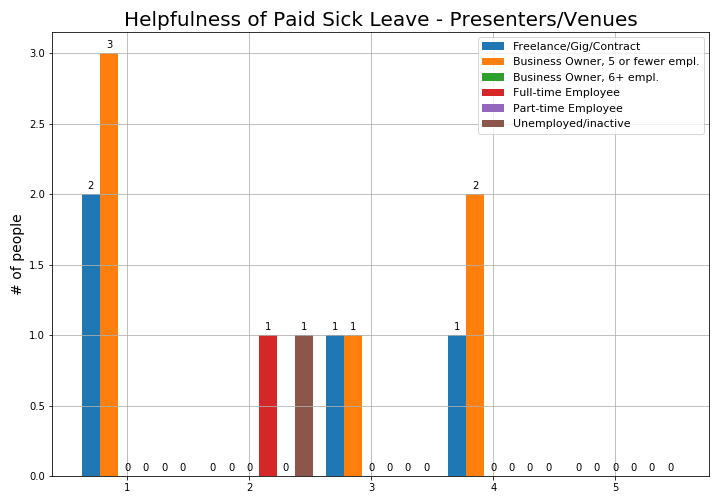 Helpfulness of Paid Sick Leave - Presenters/Venues
Freelance/Gig/Contract
Business Owner, 5 or fewer empl.
Business Owner, 6+ empl.
Full-time Employee
Part-time Employee
Unemployed/inactive
# of people
3.0
2.5
2.0
1.5
1.0
0.5
0.0
2 3 0 0 0 0
0 0 0 1 0 1
1 1 0 0 0 0
1 2 0 0 0 0
0 0 0 0 0 0
1 2 3 4 5